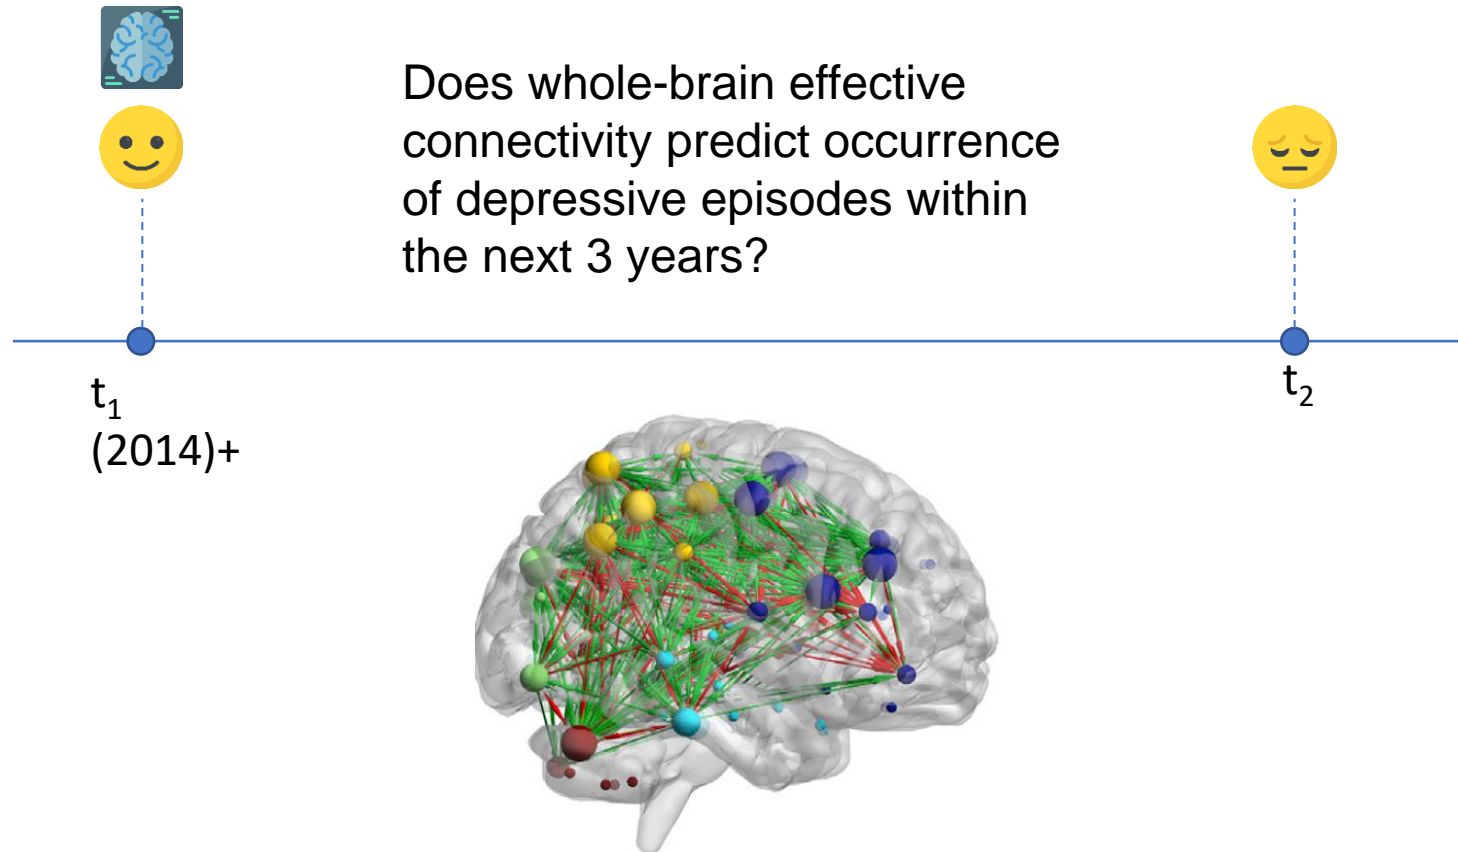 Does whole-brain effective
connectivity predict occurrence
of depressive episodes within
the next 3 years?
t₁
(2014)+
t₂